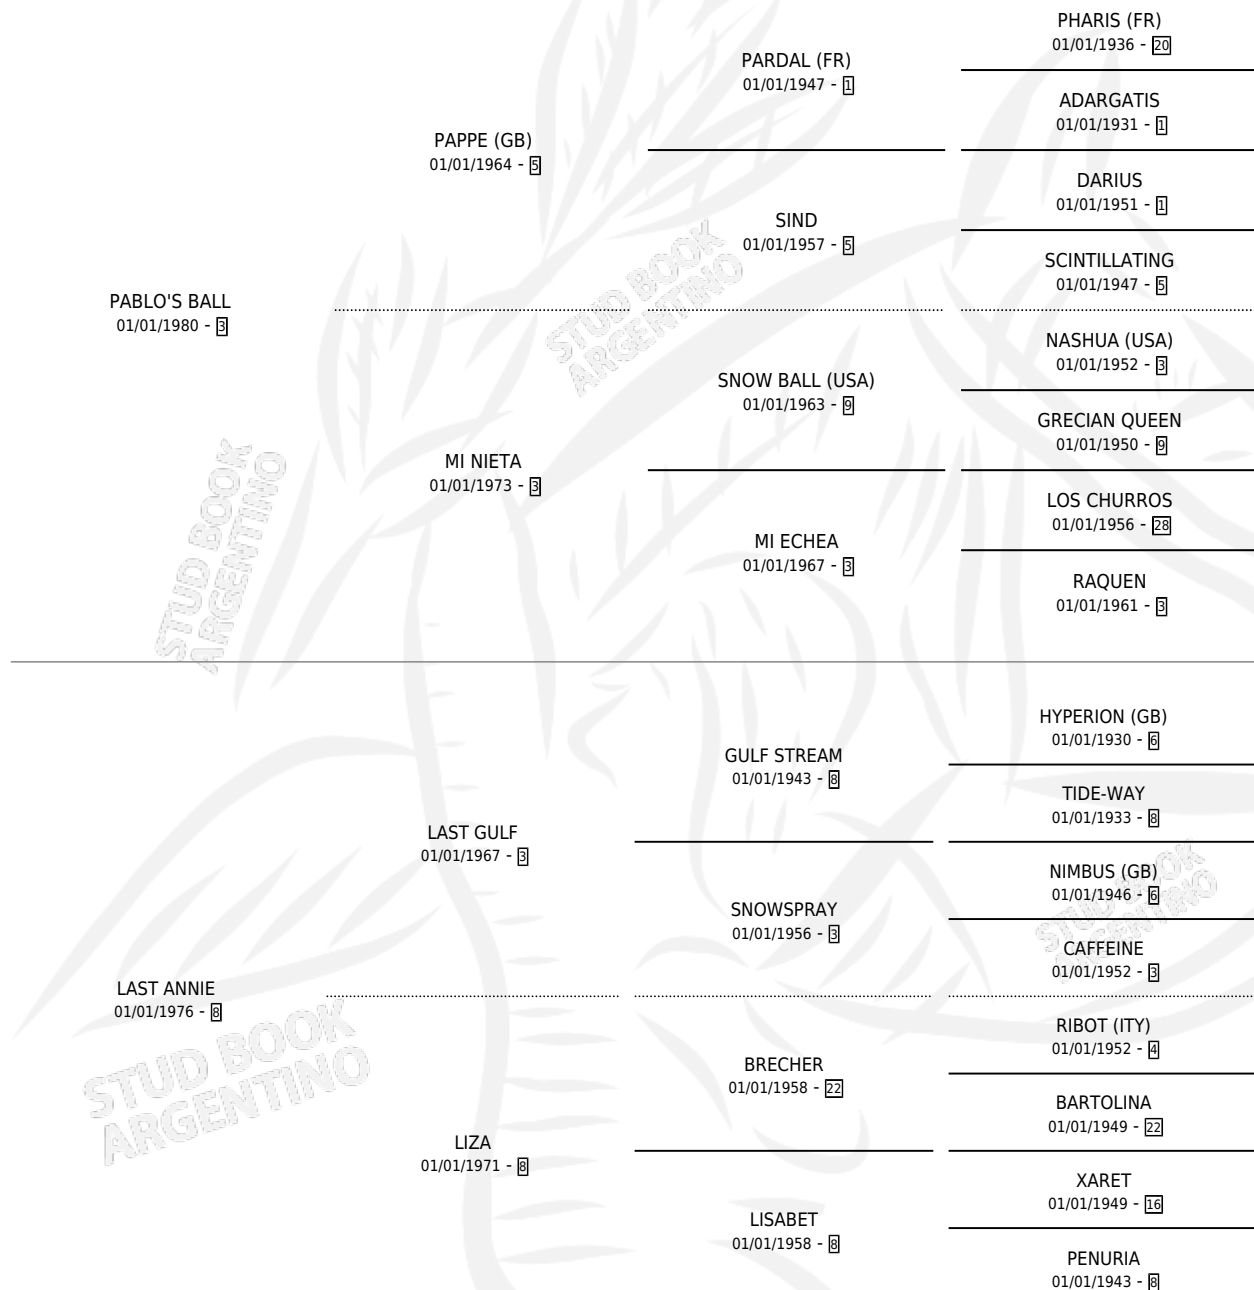 PHARIS (FR)
01/01/1936 - 20
PARDAL (FR)
01/01/1947 - 1
ADARGATIS
01/01/1931 - 1
PAPPE (GB)
01/01/1964 - 5
DARIUS
01/01/1951 - 1
SIND
01/01/1957 - 5
SCINTILLATING
01/01/1947 - 5
PABLO'S BALL
01/01/1980 - 3
NASHUA (USA)
01/01/1952 - 3
SNOW BALL (USA)
01/01/1963 - 9
GRECIAN QUEEN
01/01/1950 - 9
MI NIETA
01/01/1973 - 3
LOS CHURROS
01/01/1956 - 28
MI ECHEA
01/01/1967 - 3
RAQUEN
01/01/1961 - 3
STUD BOOK
ARGENTINO
STUD BOOK
ARGENTINO
HYPERION (GB)
01/01/1930 - 6
GULF STREAM
01/01/1943 - 8
TIDE-WAY
01/01/1933 - 8
LAST GULF
01/01/1967 - 3
NIMBUS (GB)
01/01/1946 - 6
SNOWSPRAY
01/01/1956 - 3
CAFFEINE
01/01/1952 - 3
LAST ANNIE
01/01/1976 - 8
RIBOT (ITY)
01/01/1952 - 4
BRECHER
01/01/1958 - 22
BARTOLINA
01/01/1949 - 22
LIZA
01/01/1971 - 8
XARET
01/01/1949 - 16
LISABET
01/01/1958 - 8
PENURIA
01/01/1943 - 8
STUD BOOK
ARGENTINO
STUD BOOK
ARGENTINO